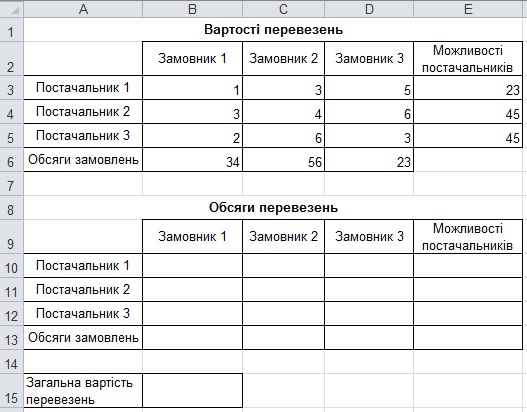 A B C D E
1 Вартості перевезень
2 Замовник 1 Замовник 2 Замовник 3 Можливості
постачальників
3 Постачальник 1 1 3 5 23
4 Постачальник 2 3 4 6 45
5 Постачальник 3 2 6 3 45
6 Обсяги замовлень 34 56 23
7
8 Обсяги перевезень
9 Замовник 1 Замовник 2 Замовник 3 Можливості
постачальників
10 Постачальник 1
11 Постачальник 2
12 Постачальник 3
13 Обсяги замовлень
14
15 Загальна вартість
перевезень